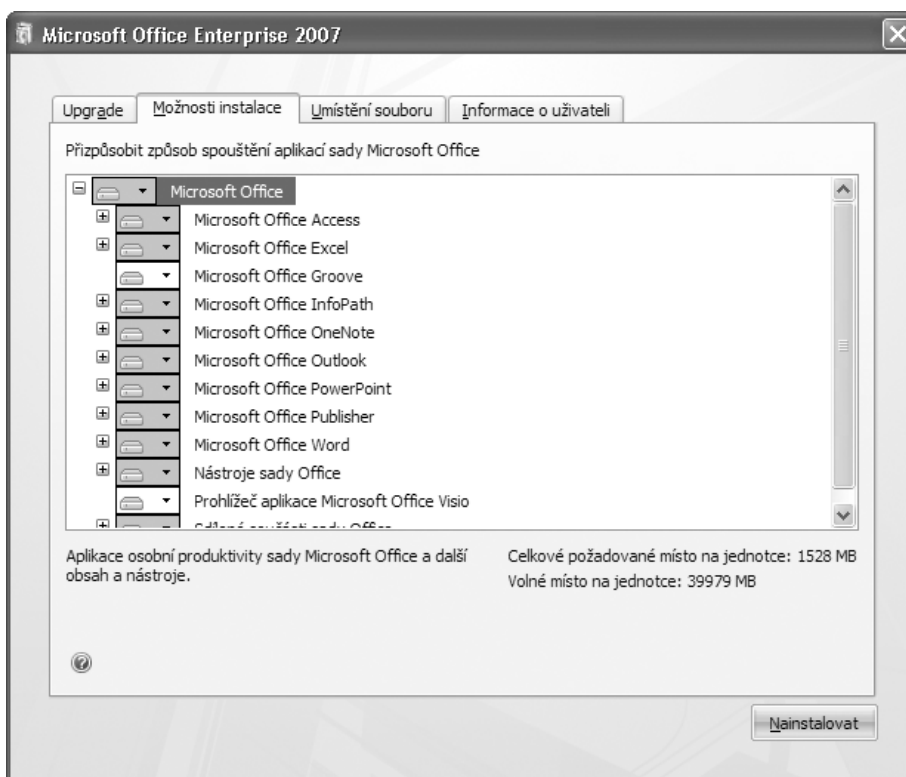 Microsoft Office Enterprise 2007
Upgrade
Možnosti instalace
Umístění souboru
Informace o uživateli
Přizpůsobit způsob spouštění aplikací sady Microsoft Office
Microsoft Office
Microsoft Office Access
Microsoft Office Excel
Microsoft Office Groove
Microsoft Office InfoPath
Microsoft Office OneNote
Microsoft Office Outlook
Microsoft Office PowerPoint
Microsoft Office Publisher
Microsoft Office Word
Nástroje sady Office
Prohlížeč aplikace Microsoft Office Visio
Sdílené součásti sady Office
Aplikace osobní produktivity sady Microsoft Office a další
obsah a nástroje.
Celkové požadované místo na jednotce: 1528 MB
Volné místo na jednotce: 39979 MB
Nainstalovat